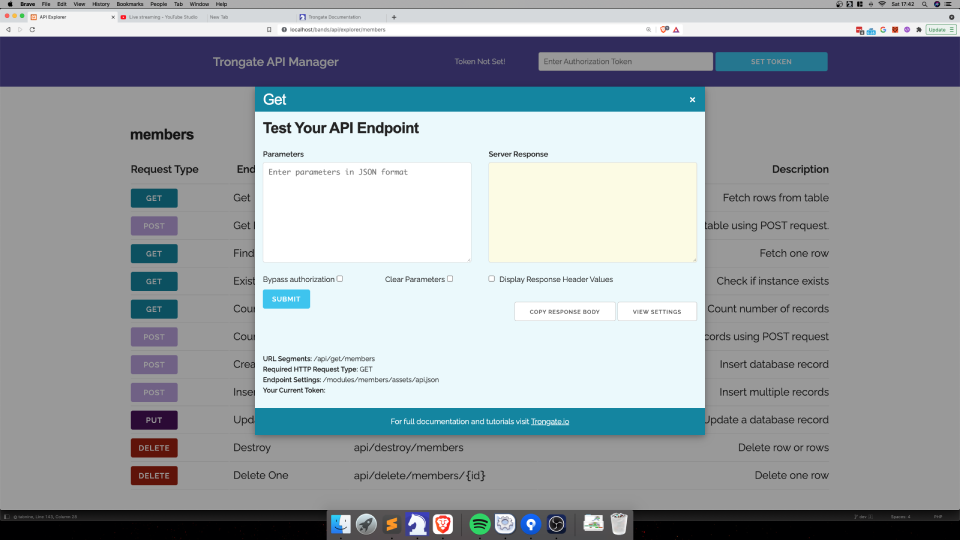 Brave File Edit View History Bookmarks People Tab Window Help
Sat 17:42
API Explorer
Live streaming - YouTube Studio
New Tab
Trongate Documentation
localhost/bands/api/explorer/members
Update
Trongate API Manager
Token Not Set!
Enter Authorization Token
SET TOKEN
Get
×
Test Your API Endpoint
members
Parameters
Server Response
Request Type
End
Description
Enter parameters in JSON format
GET
Get
Fetch rows from table
POST
Get
table using POST request.
GET
Find
Fetch one row
GET
Exist
Check if instance exists
GET
Coun
Count number of records
POST
Coun
cords using POST request
POST
Crea
Insert database record
POST
Inser
Insert multiple records
PUT
Upda
Update a database record
Bypass authorization
Clear Parameters
Display Response Header Values
SUBMIT
COPY RESPONSE BODY
VIEW SETTINGS
URL Segments: /api/get/members
Required HTTP Request Type: GET
Endpoint Settings: /modules/members/assets/api.json
Your Current Token:
For full documentation and tutorials visit Trongate.io
DELETE
Destroy
api/destroy/members
Delete row or rows
DELETE
Delete One
api/delete/members/{id}
Delete one row
Spaces: 4
PHP